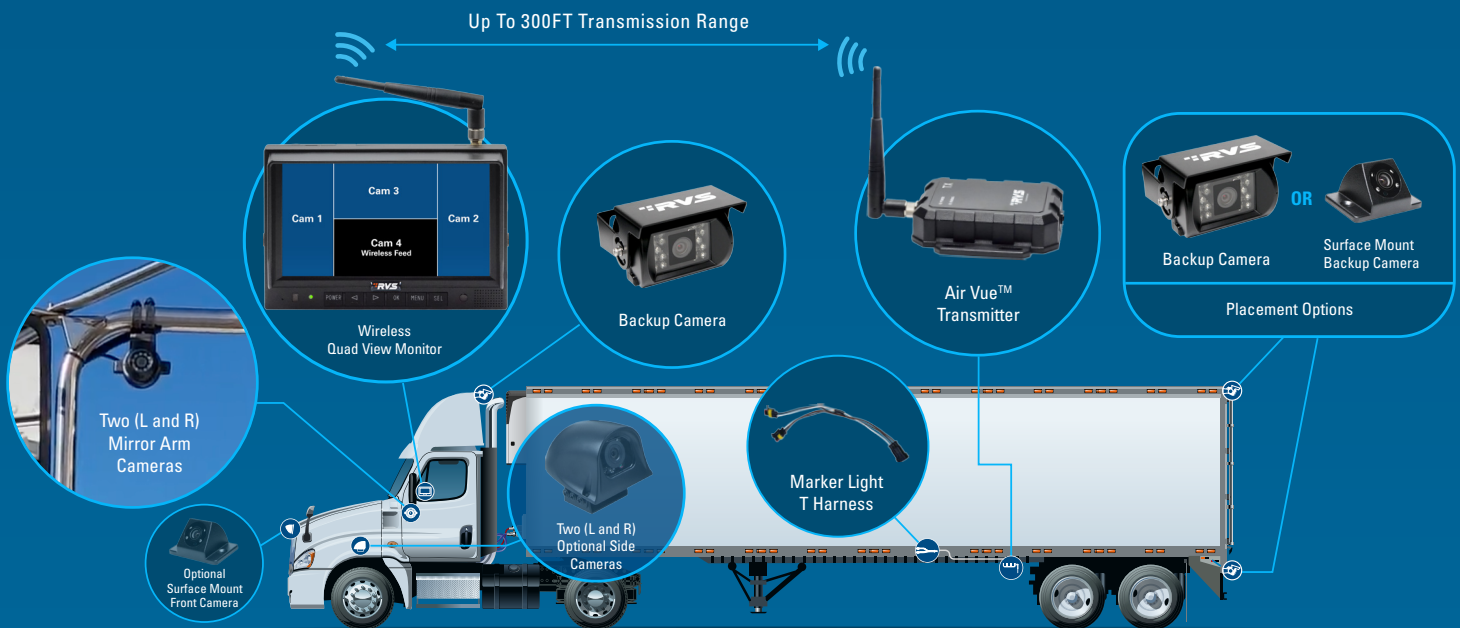 Up To 300FT Transmission Range
Cam 1
Cam 3
Cam 2
Cam 4
Wireless Feed
RVS
POWER
OK
MENU
SEL
Wireless
Quad View Monitor
RVS
Backup Camera
RVS
Air Vue™
Transmitter
RVS
OR
Backup Camera
Surface Mount
Backup Camera
Placement Options
Two (L and R)
Mirror Arm
Cameras
Two (L and R)
Optional Side
Cameras
Marker Light
T Harness
Optional
Surface Mount
Front Camera